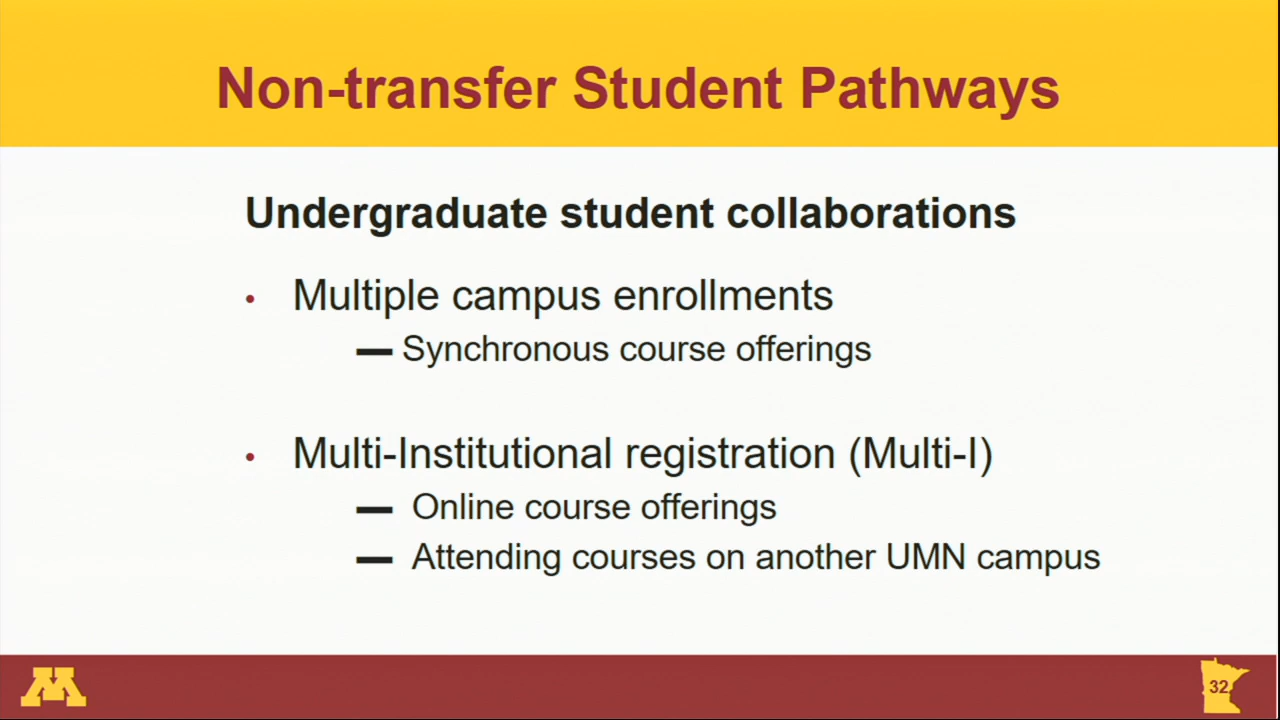 Non-transfer Student Pathways
Undergraduate student collaborations
• Multiple campus enrollments
— Synchronous course offerings
• Multi-Institutional registration (Multi-I)
— Online course offerings
— Attending courses on another UMN campus
M
32